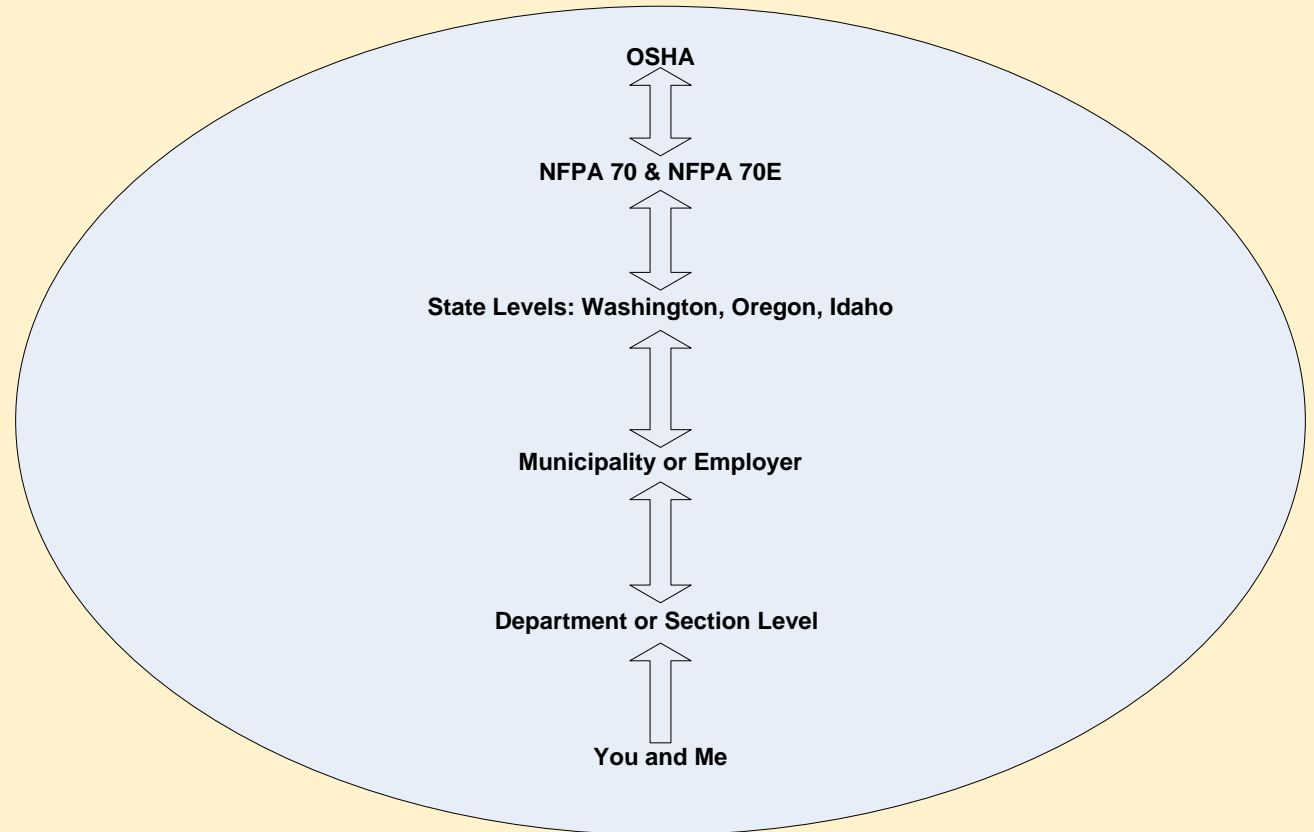 OSHA
NFPA 70 & NFPA 70E
State Levels: Washington, Oregon, Idaho
Municipality or Employer
Department or Section Level
You and Me